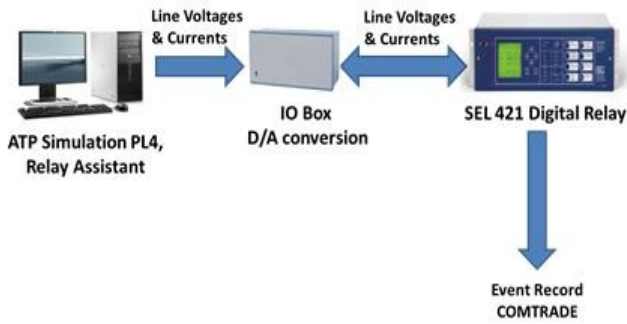 Line Voltages
& Currents
Line Voltages
& Currents
ATP Simulation PL4,
Relay Assistant
IO Box
D/A conversion
SEL 421 Digital Relay
Event Record
COMTRADE